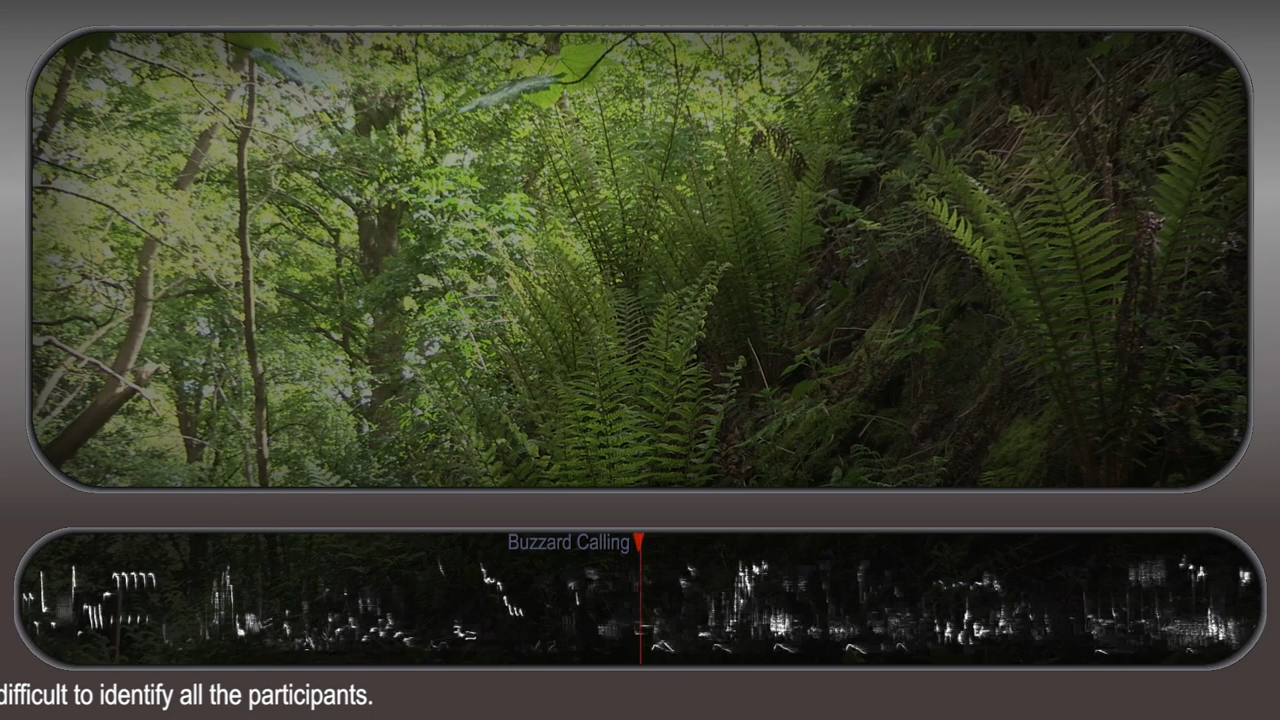 Buzzard Calling
difficult to identify all the participants.